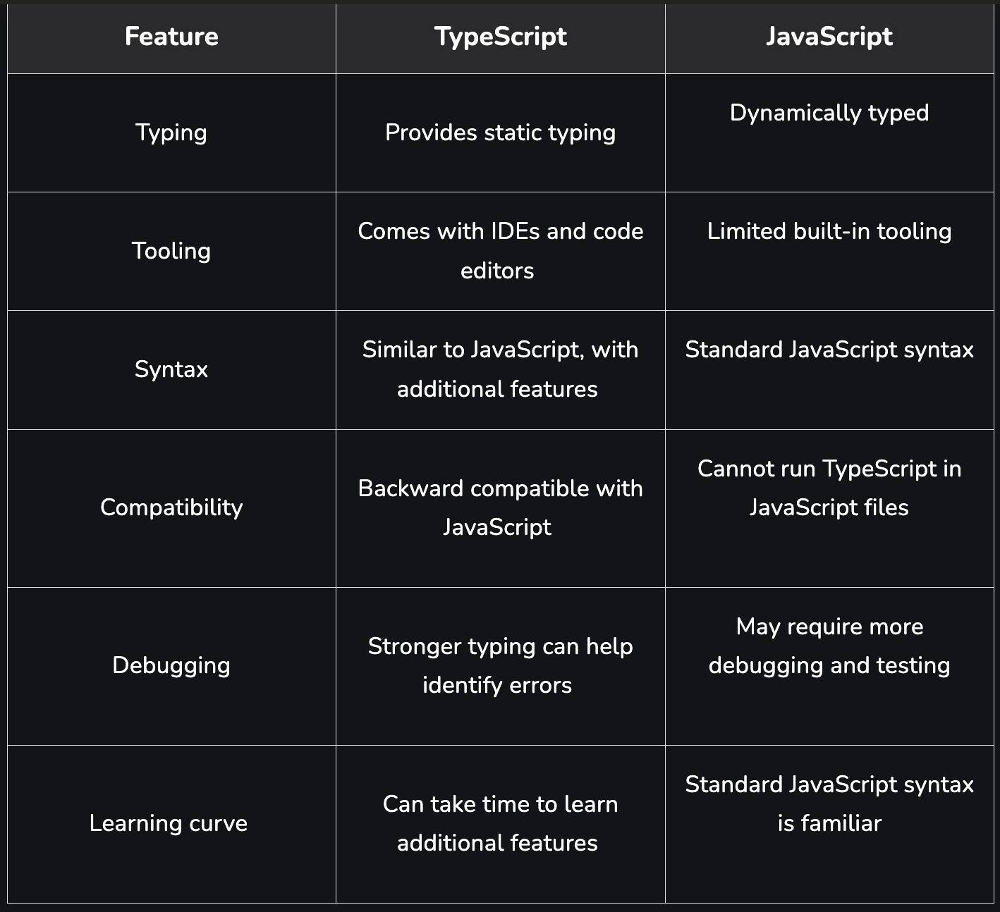 Feature
TypeScript
JavaScript
Typing
Provides static typing
Dynamically typed
Tooling
Comes with IDEs and code
editors
Limited built-in tooling
Syntax
Similar to JavaScript, with
additional features
Standard JavaScript syntax
Compatibility
Backward compatible with
JavaScript
Cannot run TypeScript in
JavaScript files
Debugging
Stronger typing can help
identify errors
May require more
debugging and testing
Learning curve
Can take time to learn
additional features
Standard JavaScript syntax
is familiar